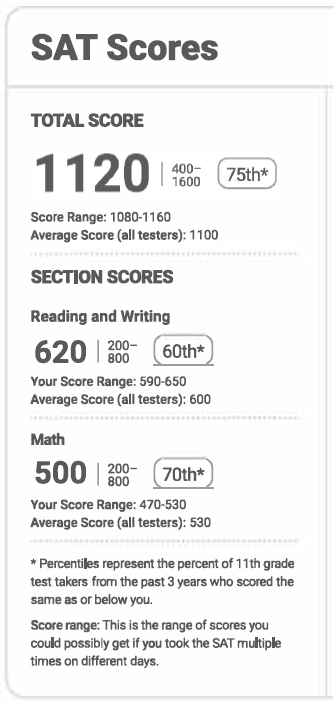 SAT Scores
TOTAL SCORE
1120 | 400–1600 75th*
Score Range: 1080-1160
Average Score (all testers): 1100
SECTION SCORES
Reading and Writing
620 | 200–800 60th*
Your Score Range: 590-650
Average Score (all testers): 600
Math
500 | 200–800 70th*
Your Score Range: 470-530
Average Score (all testers): 530
* Percentiles represent the percent of 11th grade
test takers from the past 3 years who scored the
same as or below you.
Score range: This is the range of scores you
could possibly get if you took the SAT multiple
times on different days.